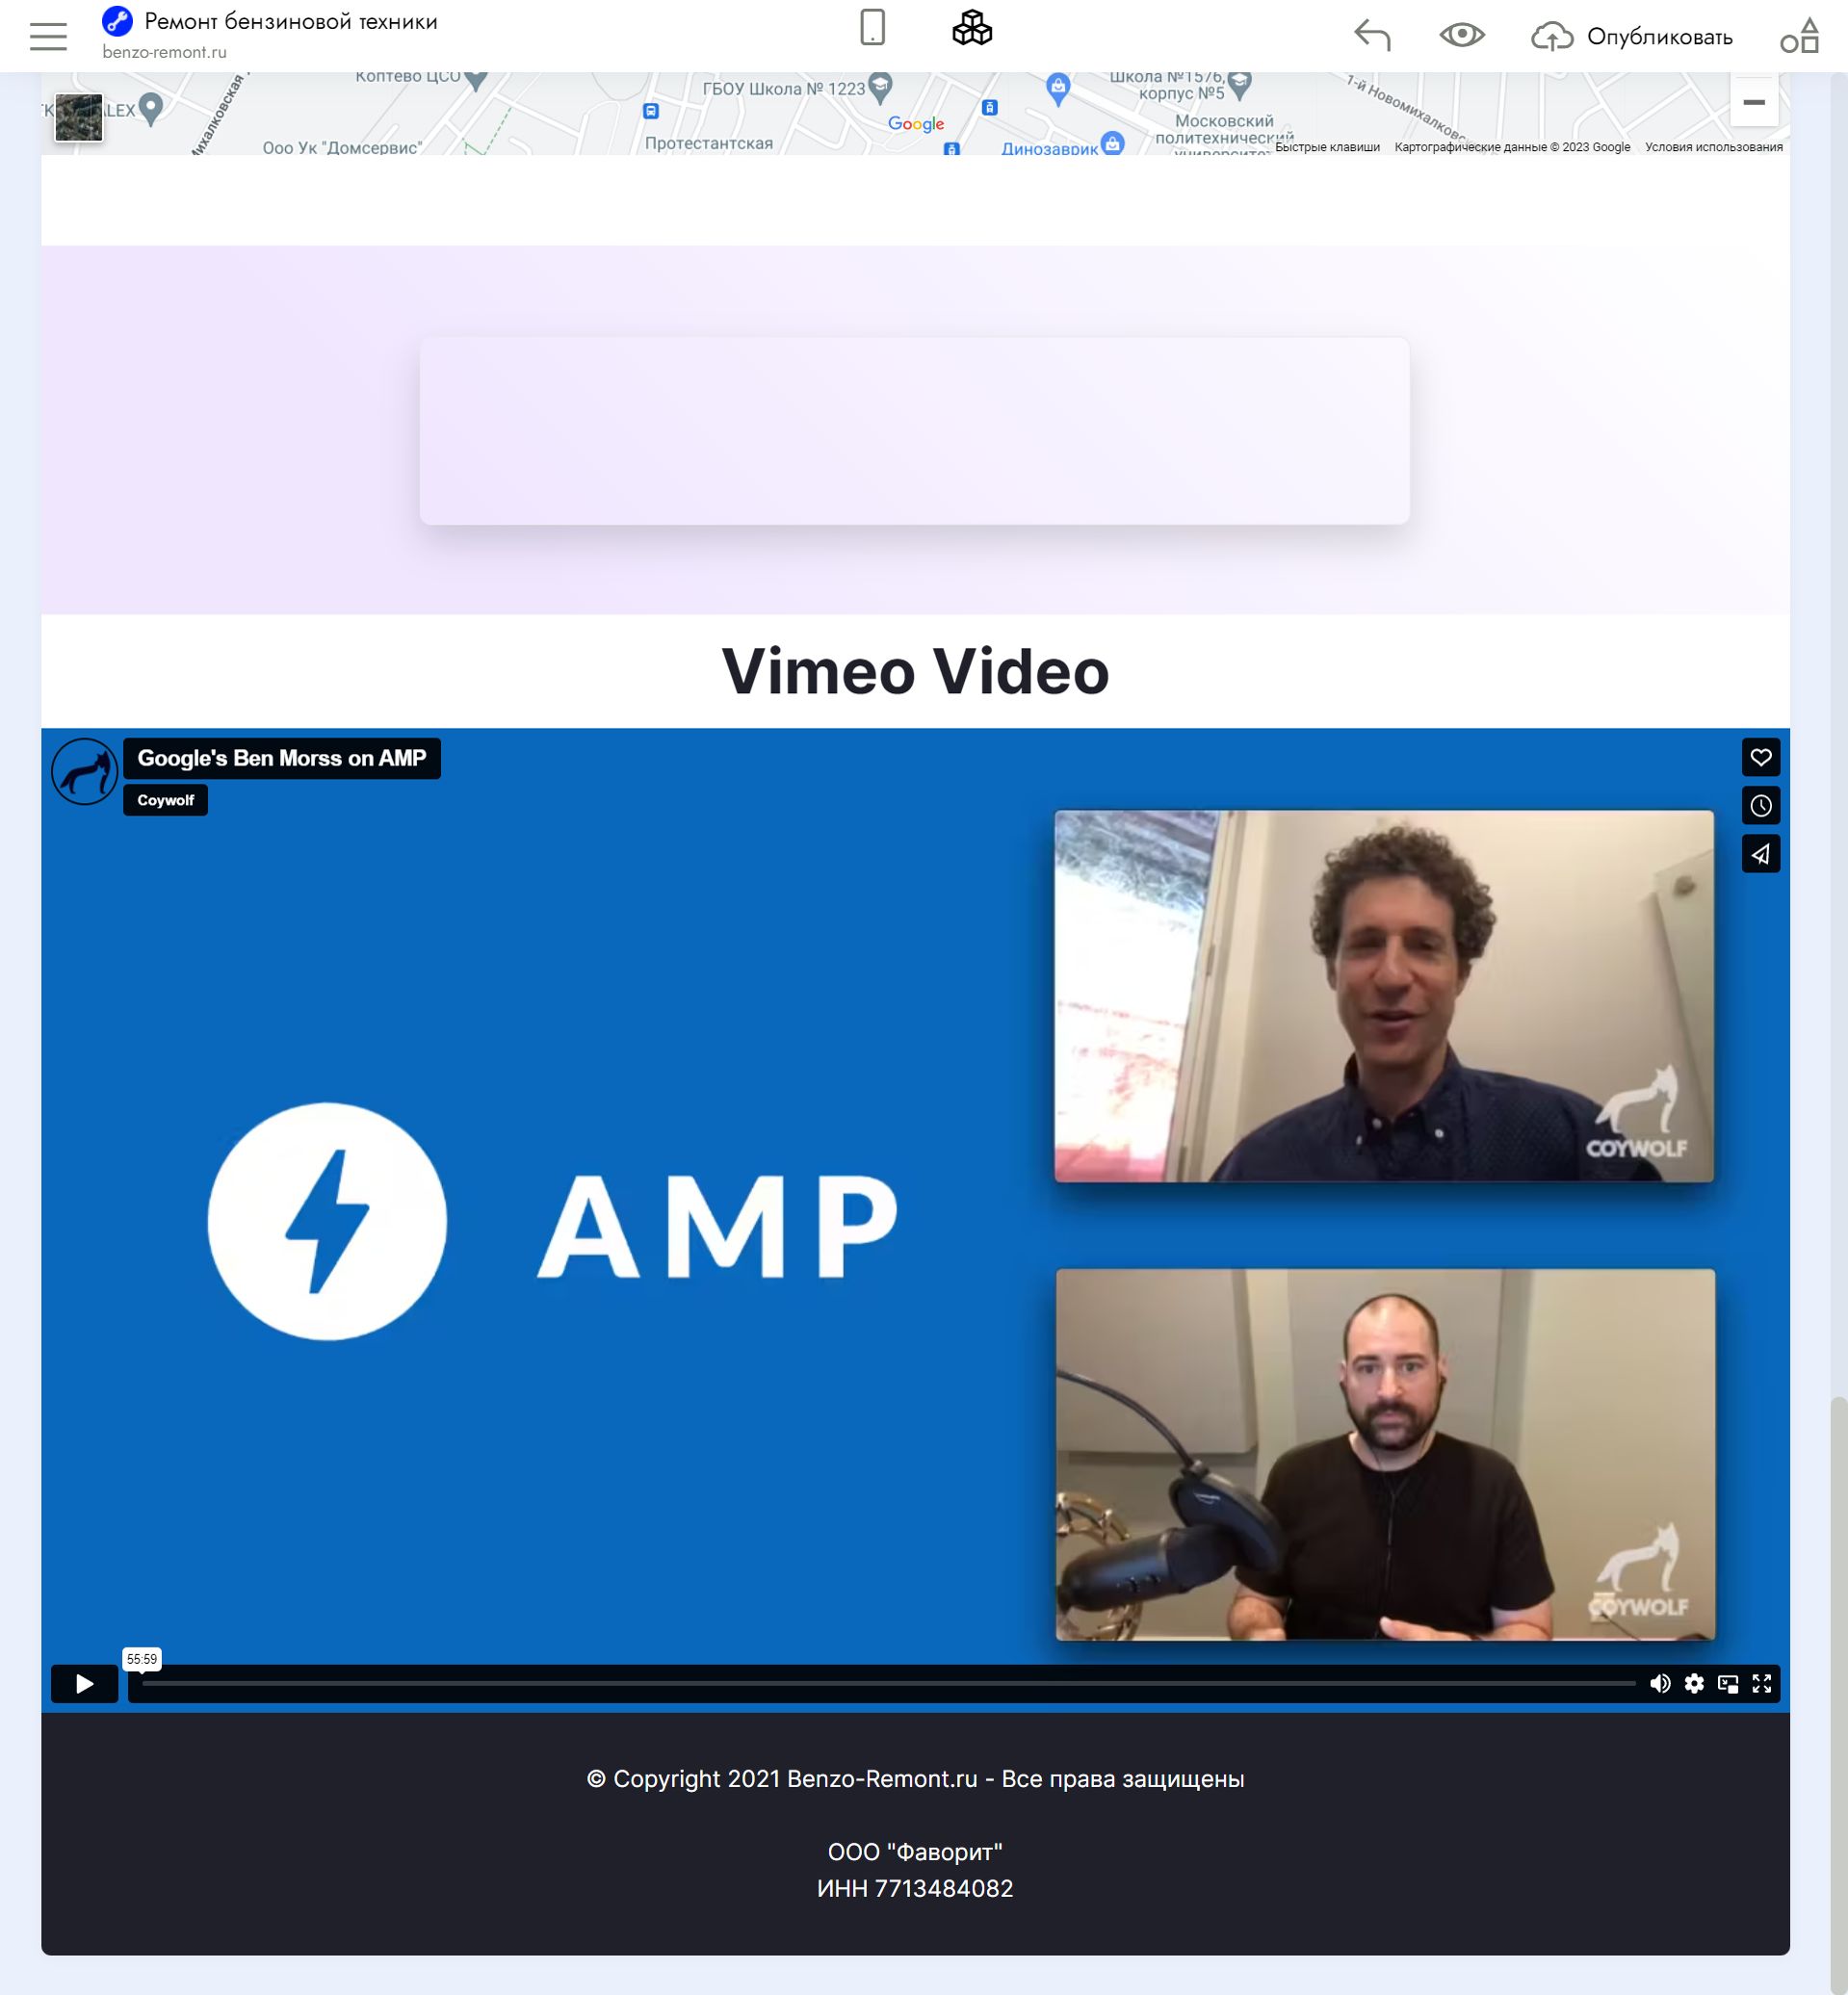 Ремонт бензиновой техники
benzo-remont.ru
Опубликовать
Коптево ЦСО
ГБОУ Школа № 1223
Школа №1576,
корпус №5
1-й Новомихалковс
ALEX
Михалковская
Google
Московский
политехнический
университет
Ооо Ук "Домсервис"
Протестантская
Динозаврик
Быстрые клавиши
Картографические данные © 2023 Google
Условия использования
Vimeo Video
Google's Ben Morss on AMP
Coywolf
COYWOLF
AMP
COYWOLF
55:59
© Copyright 2021 Benzo-Remont.ru - Все права защищены
ООО "Фаворит"
ИНН 7713484082